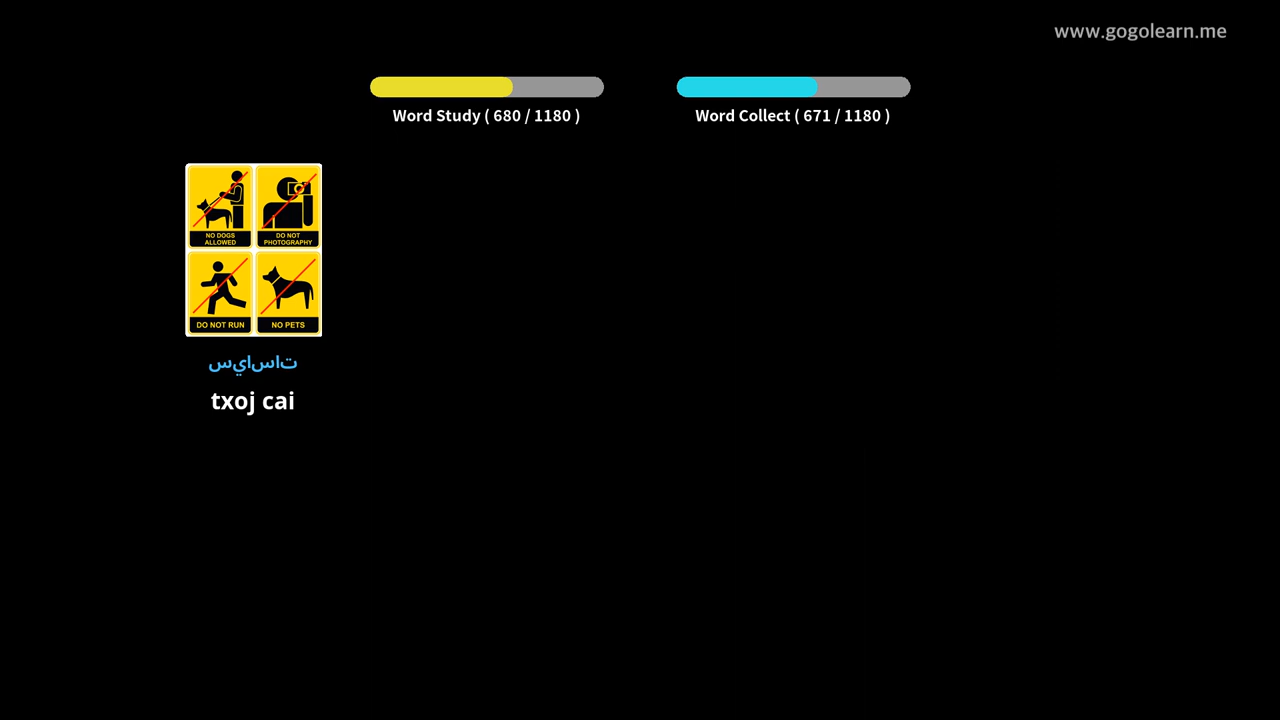 www.gogolearn.me
Word Study ( 680 / 1180 )
Word Collect ( 671 / 1180 )
NO DOGS
ALLOWED
DO NOT
PHOTOGRAPHY
DO NOT RUN
NO PETS
تاسايس
txoj cai